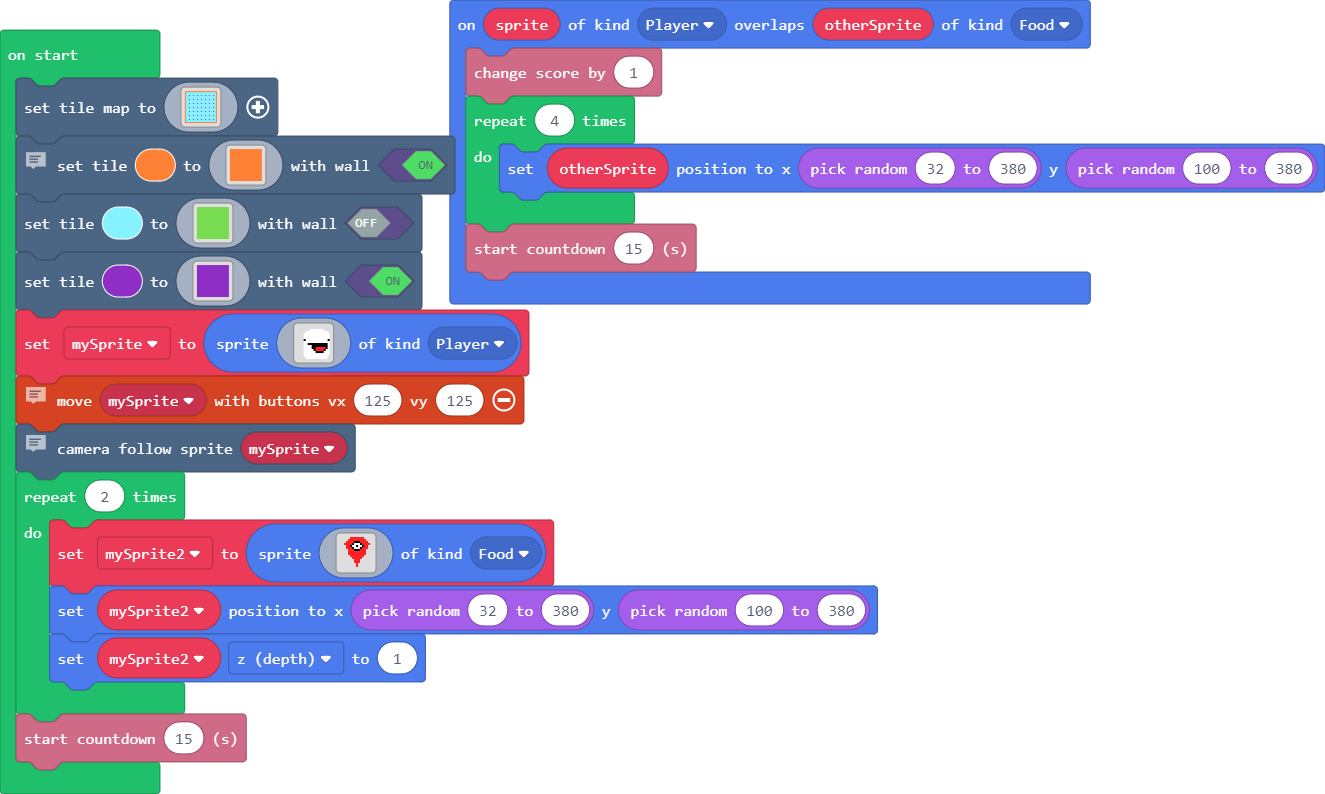 on start
set tile map to
set tile to with wall ON
set tile to with wall OFF
set tile to with wall ON
set mySprite to sprite of kind Player
move mySprite with buttons vx 125 vy 125
camera follow sprite mySprite
repeat 2 times
do
set mySprite2 to sprite of kind Food
set mySprite2 position to x pick random 32 to 380 y pick random 100 to 380
set mySprite2 z (depth) to 1
start countdown 15 (s)
on sprite of kind Player overlaps otherSprite of kind Food
change score by 1
repeat 4 times
do
set otherSprite position to x pick random 32 to 380 y pick random 100 to 380
start countdown 15 (s)